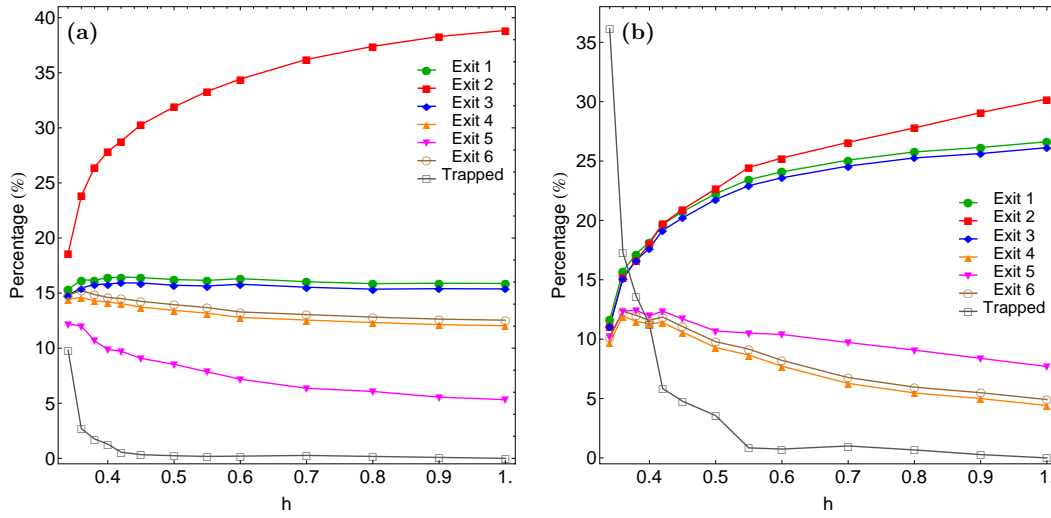 (a)
Percentage (%)
40
35
30
25
20
15
10
5
0
0.4
0.5
0.6
0.7
0.8
0.9
1.
h
Exit 1
Exit 2
Exit 3
Exit 4
Exit 5
Exit 6
Trapped
(b)
Percentage (%)
35
30
25
20
15
10
5
0
0.4
0.5
0.6
0.7
0.8
0.9
1.
h
Exit 1
Exit 2
Exit 3
Exit 4
Exit 5
Exit 6
Trapped